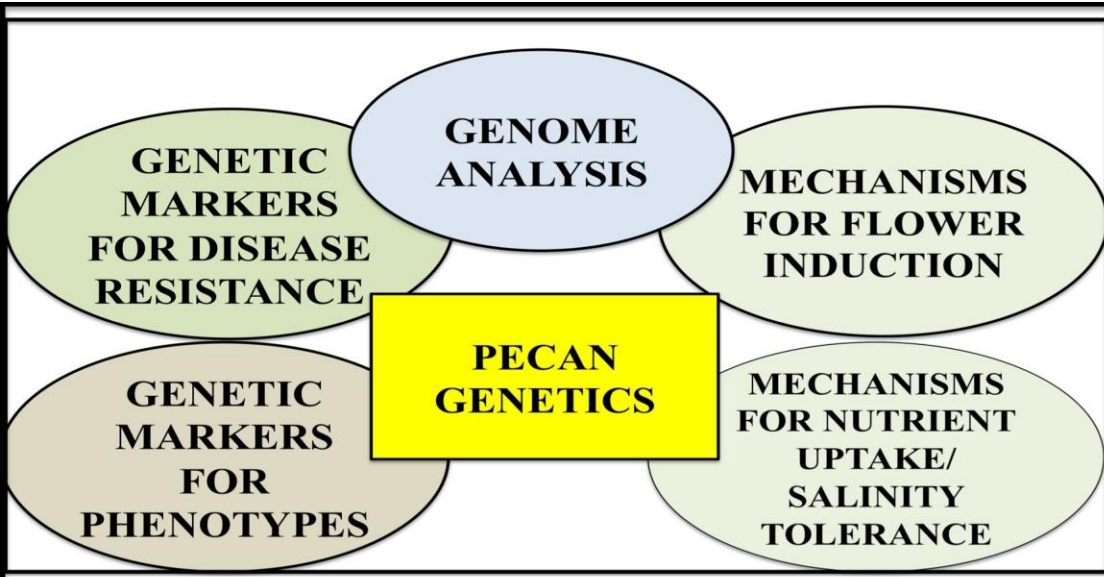 GENOME
ANALYSIS
GENETIC
MARKERS
FOR DISEASE
RESISTANCE
MECHANISMS
FOR FLOWER
INDUCTION
PECAN
GENETICS
GENETIC
MARKERS
FOR
PHENOTYPES
MECHANISMS
FOR NUTRIENT
UPTAKE/
SALINITY
TOLERANCE